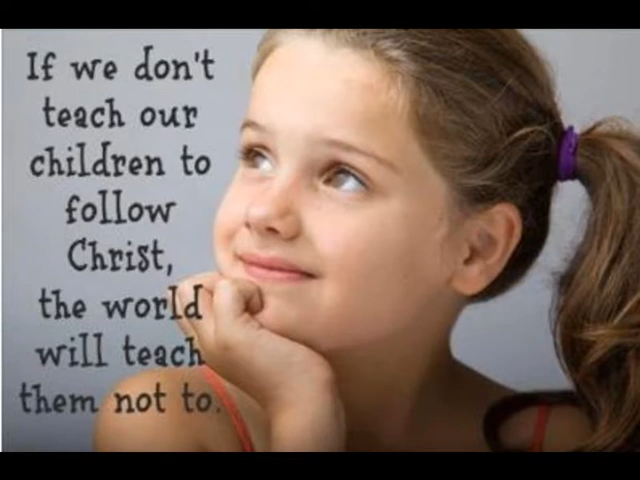 If we don't
teach our
children to
follow
Christ,
the world
will teach
them not to.